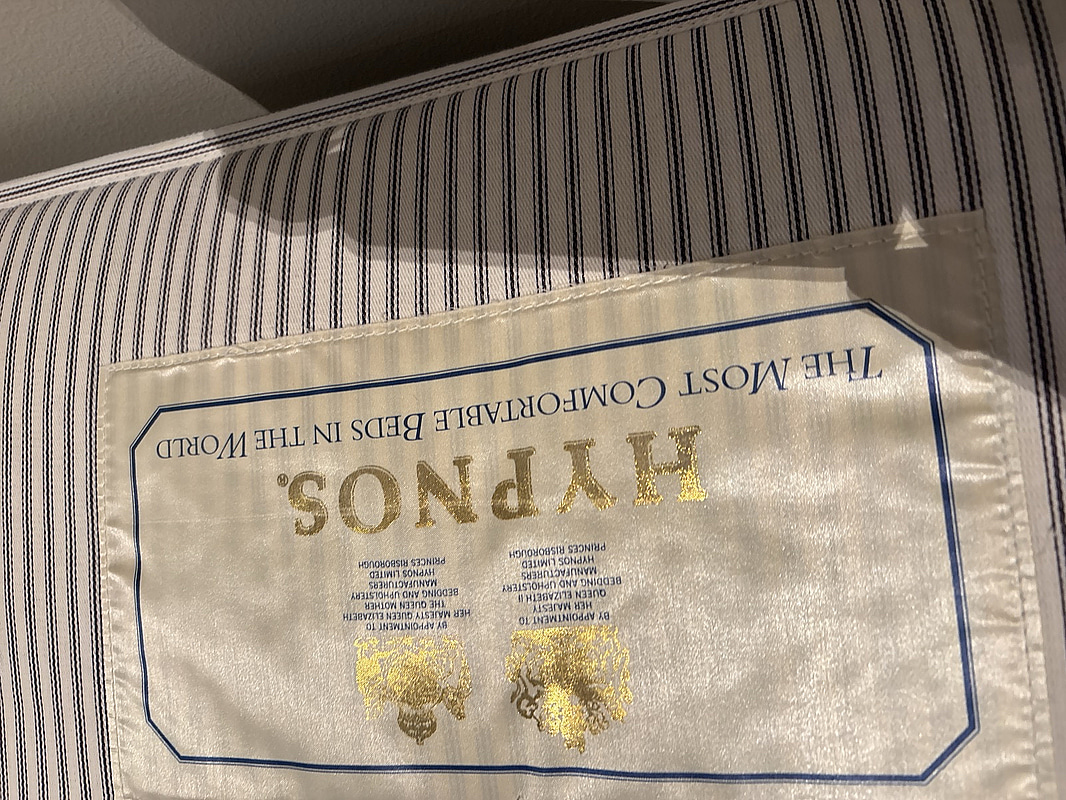 BY APPOINTMENT TO
HER MAJESTY
QUEEN ELIZABETH II
BEDDING AND UPHOLSTERY
MANUFACTURERS
HYPNOS LIMITED
PRINCES RISBOROUGH
BY APPOINTMENT TO
HER MAJESTY QUEEN ELIZABETH
THE QUEEN MOTHER
BEDDING AND UPHOLSTERY
MANUFACTURERS
HYPNOS LIMITED
PRINCES RISBOROUGH
HYPNOS®
THE MOST COMFORTABLE BEDS IN THE WORLD